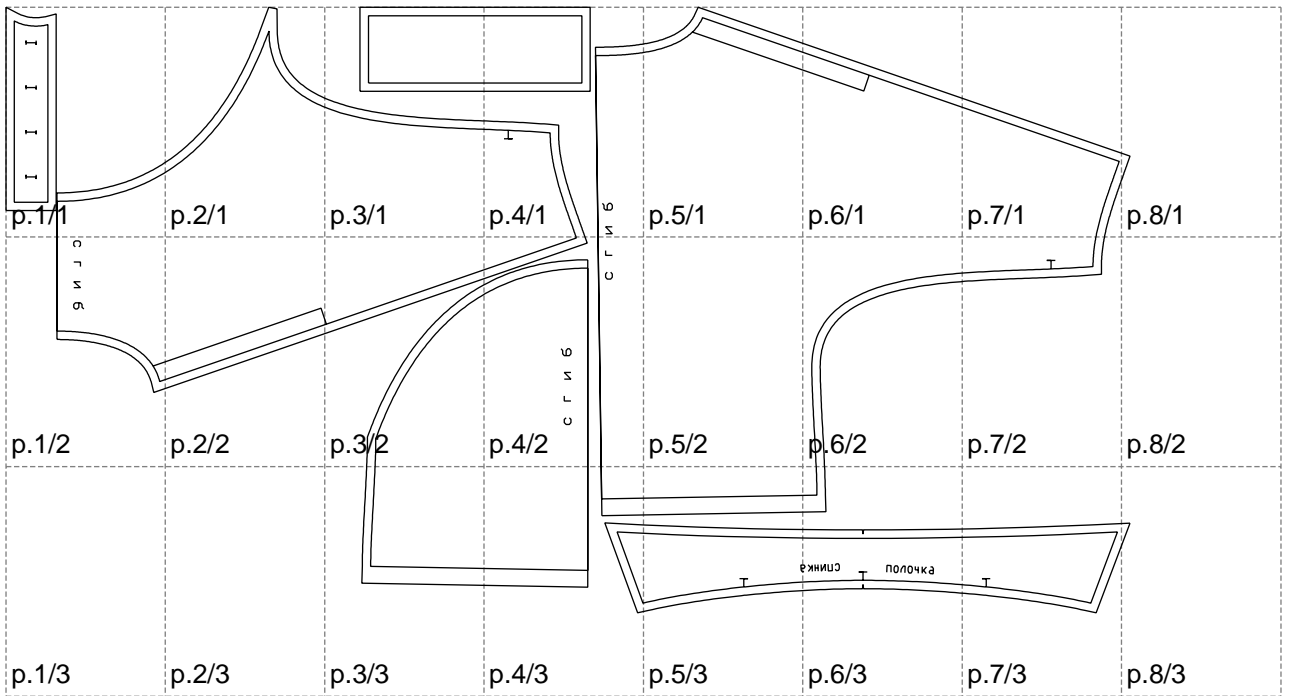 p.1/1 p.2/1 p.3/1 p.4/1 p.5/1 p.6/1 p.7/1 p.8/1
сгиб
сгиб
сгиб
p.1/2 p.2/2 p.3/2 p.4/2 p.5/2 p.6/2 p.7/2 p.8/2
спинка
полочка
p.1/3 p.2/3 p.3/3 p.4/3 p.5/3 p.6/3 p.7/3 p.8/3